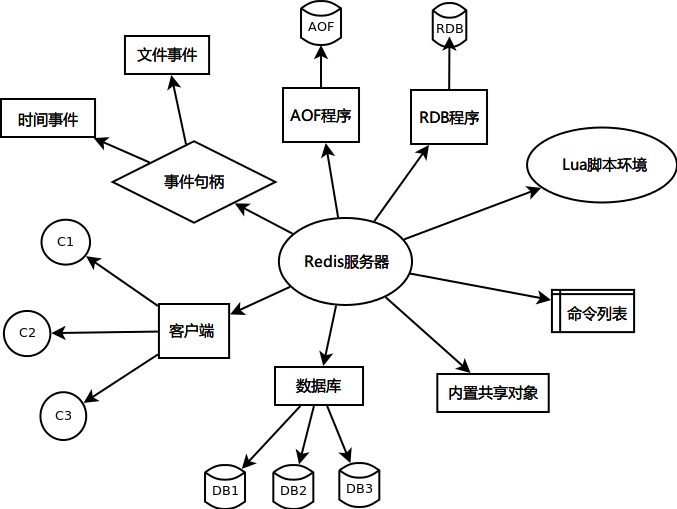 AOF
RDB
文件事件
时间事件
AOF程序
RDB程序
Lua脚本环境
事件句柄
C1
Redis服务器
命令列表
客户端
C2
数据库
内置共享对象
C3
DB1
DB2
DB3